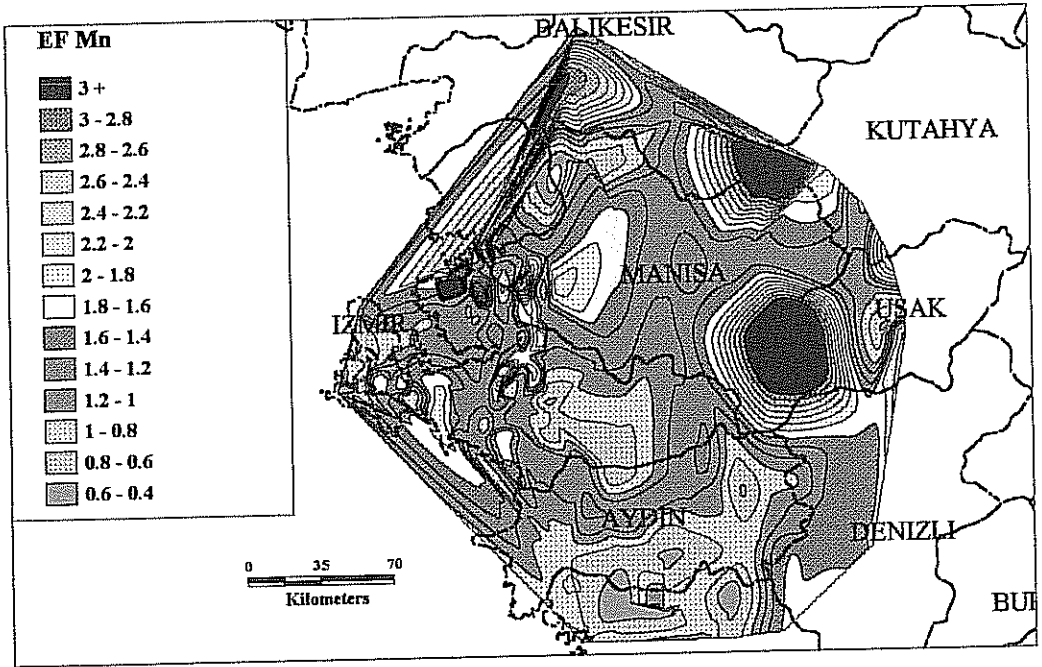 EF Mn
3 +
3 - 2.8
2.8 - 2.6
2.6 - 2.4
2.4 - 2.2
2.2 - 2
2 - 1.8
1.8 - 1.6
1.6 - 1.4
1.4 - 1.2
1.2 - 1
1 - 0.8
0.8 - 0.6
0.6 - 0.4
BALIKESIR
KUTAHYA
MANISA
USAK
IZMIR
AYDIN
DENIZLI
BUR
0 35 70
Kilometers